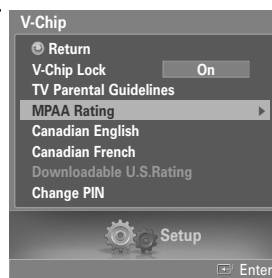 V-Chip
Return
V-Chip Lock On
TV Parental Guidelines
MPAA Rating
Canadian English
Canadian French
Downloadable U.S.Rating
Change PIN
Setup
Enter